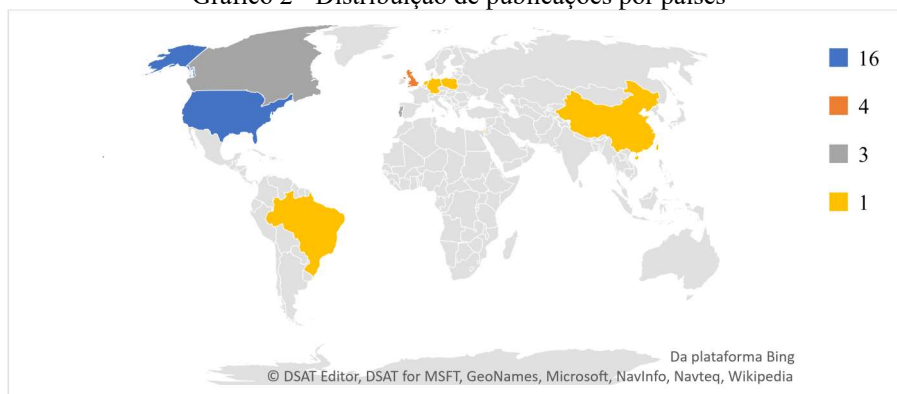 Gráfico 2 - Distribuição de publicações por países
16
4
3
1
Da plataforma Bing
© DSAT Editor, DSAT for MSFT, GeoNames, Microsoft, NavInfo, Navteq, Wikipedia